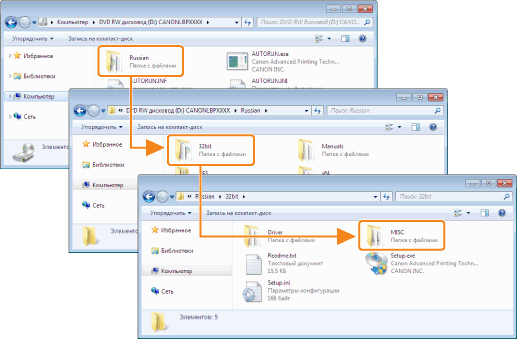 Компьютер ▸ DVD RW дисковод (D:) CANONLBPXXXX ▸
Поиск: DVD RW дисковод (D:) CANON...
Упорядочить ▾ Запись на компакт-диск
Избранное
Библиотеки
Компьютер
Сеть
Russian
Папка с файлами
AUTORUN.exe
Canon Advanced Printing Techn...
CANON INC.
AUTORUN.INF
AUTORUN.INI
Элементов:
« DVD RW дисковод (D:) CANONLBPXXXX ▸ Russian ▸
Поиск: Russian
Упорядочить ▾ Запись на компакт-диск
Избранное
Библиотеки
Компьютер
Сеть
32bit
Папка с файлами
Manuals
Папка с файлами
x64
Элементов:
« Russian ▸ 32bit ▸
Поиск: 32bit
Упорядочить ▾ Запись на компакт-диск
Избранное
Библиотеки
Компьютер
Сеть
Driver
Папка с файлами
MISC
Папка с файлами
Readme.txt
Текстовый документ
15,5 КБ
Setup.exe
Canon Advanced Printing Techn...
CANON INC.
Setup.ini
Параметры конфигурации
188 байт
Элементов: 5